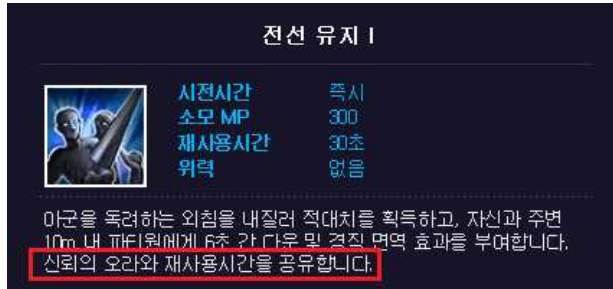 전선 유지 I
시전시간 즉시
소모 MP 300
재사용시간 30초
위력 없음
아군을 독려하는 외침을 내질러 적대치를 획득하고, 자신과 주변
10m 내 파티원에게 6초 간 다운 및 경직 면역 효과를 부여합니다.
신뢰의 오라와 재사용시간을 공유합니다.